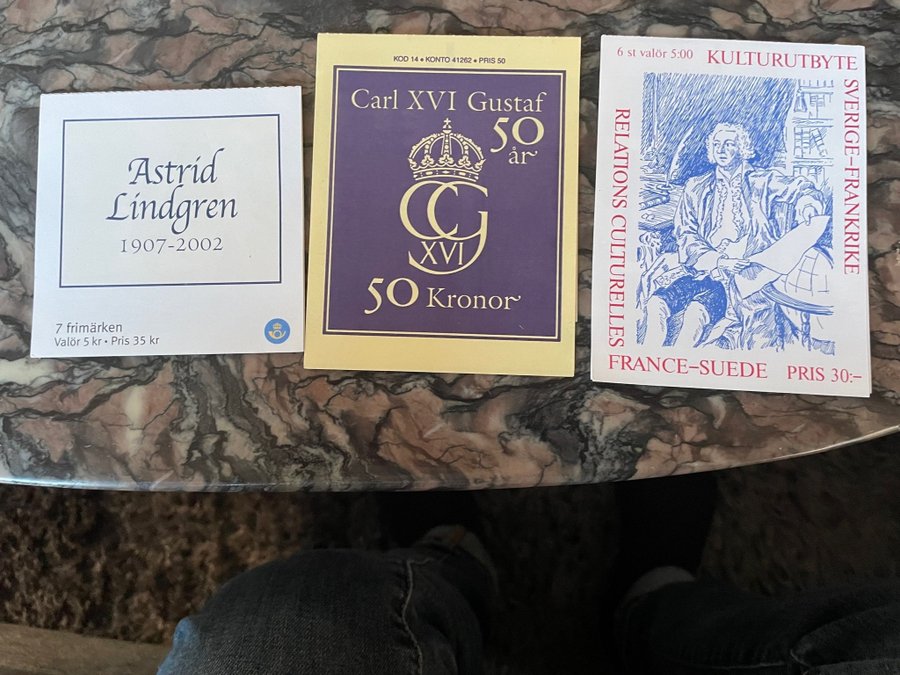 Astrid
Lindgren
1907-2002
7 frimärken
Valör 5 kr • Pris 35 kr
KOD 14 • KONTO 41262 • PRIS 50
Carl XVI Gustaf
50
år
CG
XVI
50 Kronor
6 st valör 5:00 KULTURUTBYTE
SVERIGE-FRANKRIKE
RELATIONS CULTURELLES
FRANCE-SUEDE PRIS 30:-